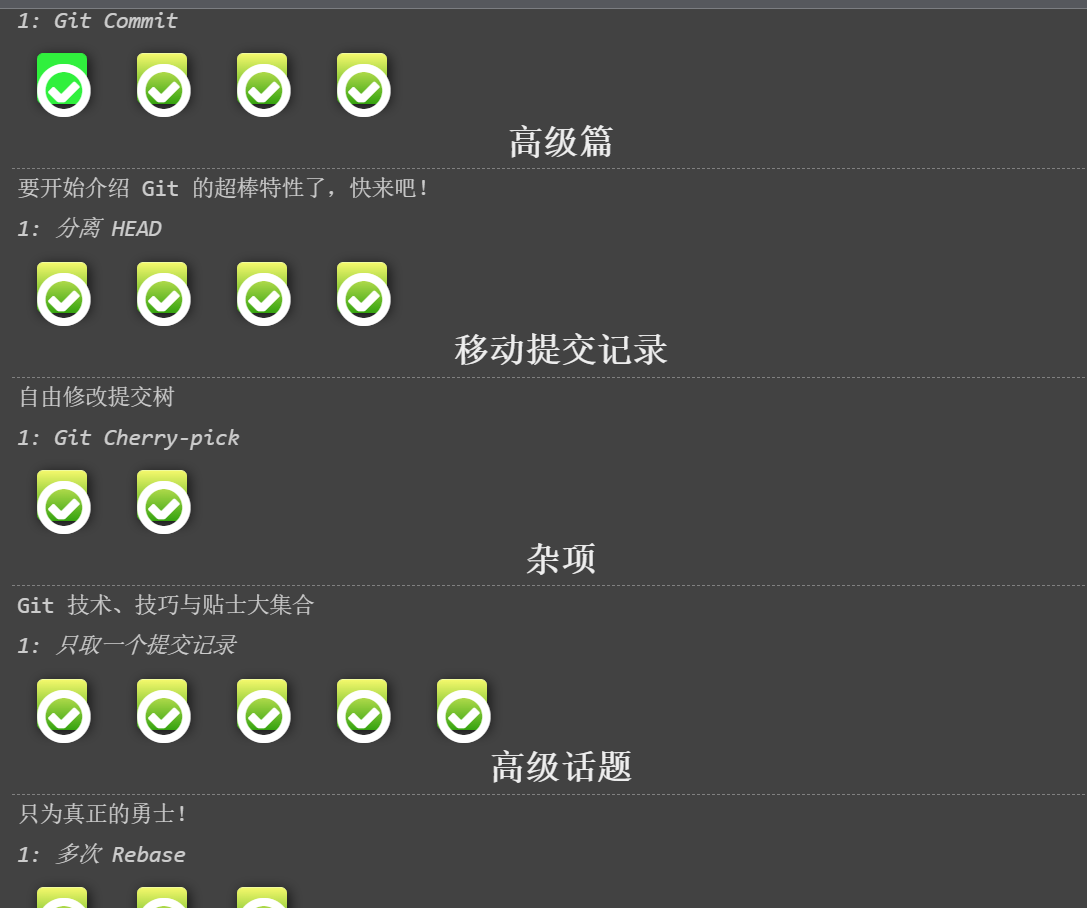 1: Git Commit
高级篇
要开始介绍 Git 的超棒特性了，快来吧！
1: 分离 HEAD
移动提交记录
自由修改提交树
1: Git Cherry-pick
杂项
Git 技术、技巧与贴士大集合
1: 只取一个提交记录
高级话题
只为真正的勇士！
1: 多次 Rebase